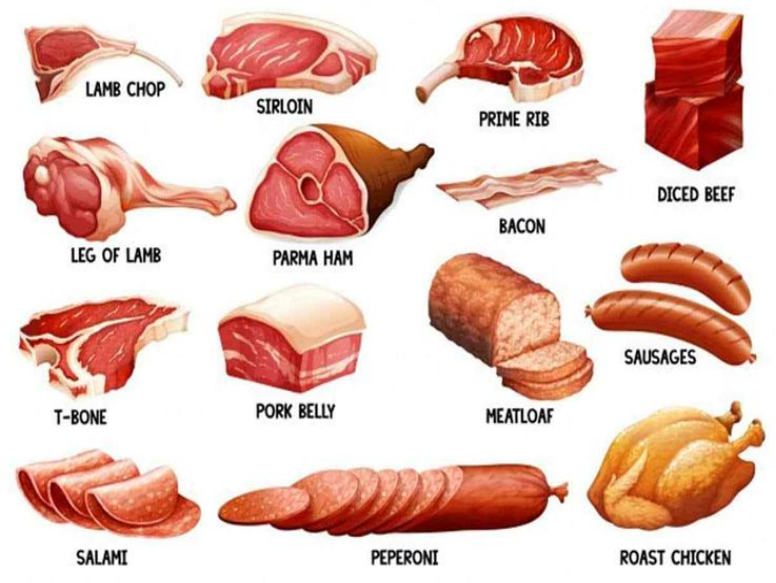 LAMB CHOP
SIRLOIN
PRIME RIB
DICED BEEF
LEG OF LAMB
PARMA HAM
BACON
SAUSAGES
T-BONE
PORK BELLY
MEATLOAF
SALAMI
PEPERONI
ROAST CHICKEN